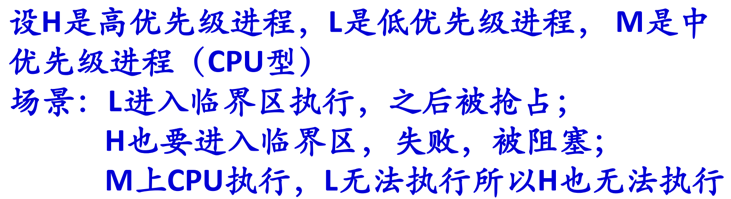 设H是高优先级进程，L是低优先级进程， M是中
优先级进程（CPU型）
场景：L进入临界区执行，之后被抢占；
H也要进入临界区，失败，被阻塞；
M上CPU执行，L无法执行所以H也无法执行